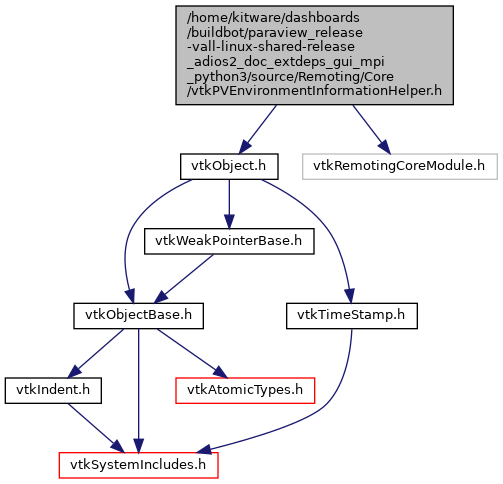 /home/kitware/dashboards
/buildbot/paraview_release
-vall-linux-shared-release
_adios2_doc_extdeps_gui_mpi
_python3/source/Remoting/Core
/vtkPVEnvironmentInformationHelper.h
vtkObject.h
vtkRemotingCoreModule.h
vtkWeakPointerBase.h
vtkObjectBase.h
vtkTimeStamp.h
vtkIndent.h
vtkAtomicTypes.h
vtkSystemIncludes.h